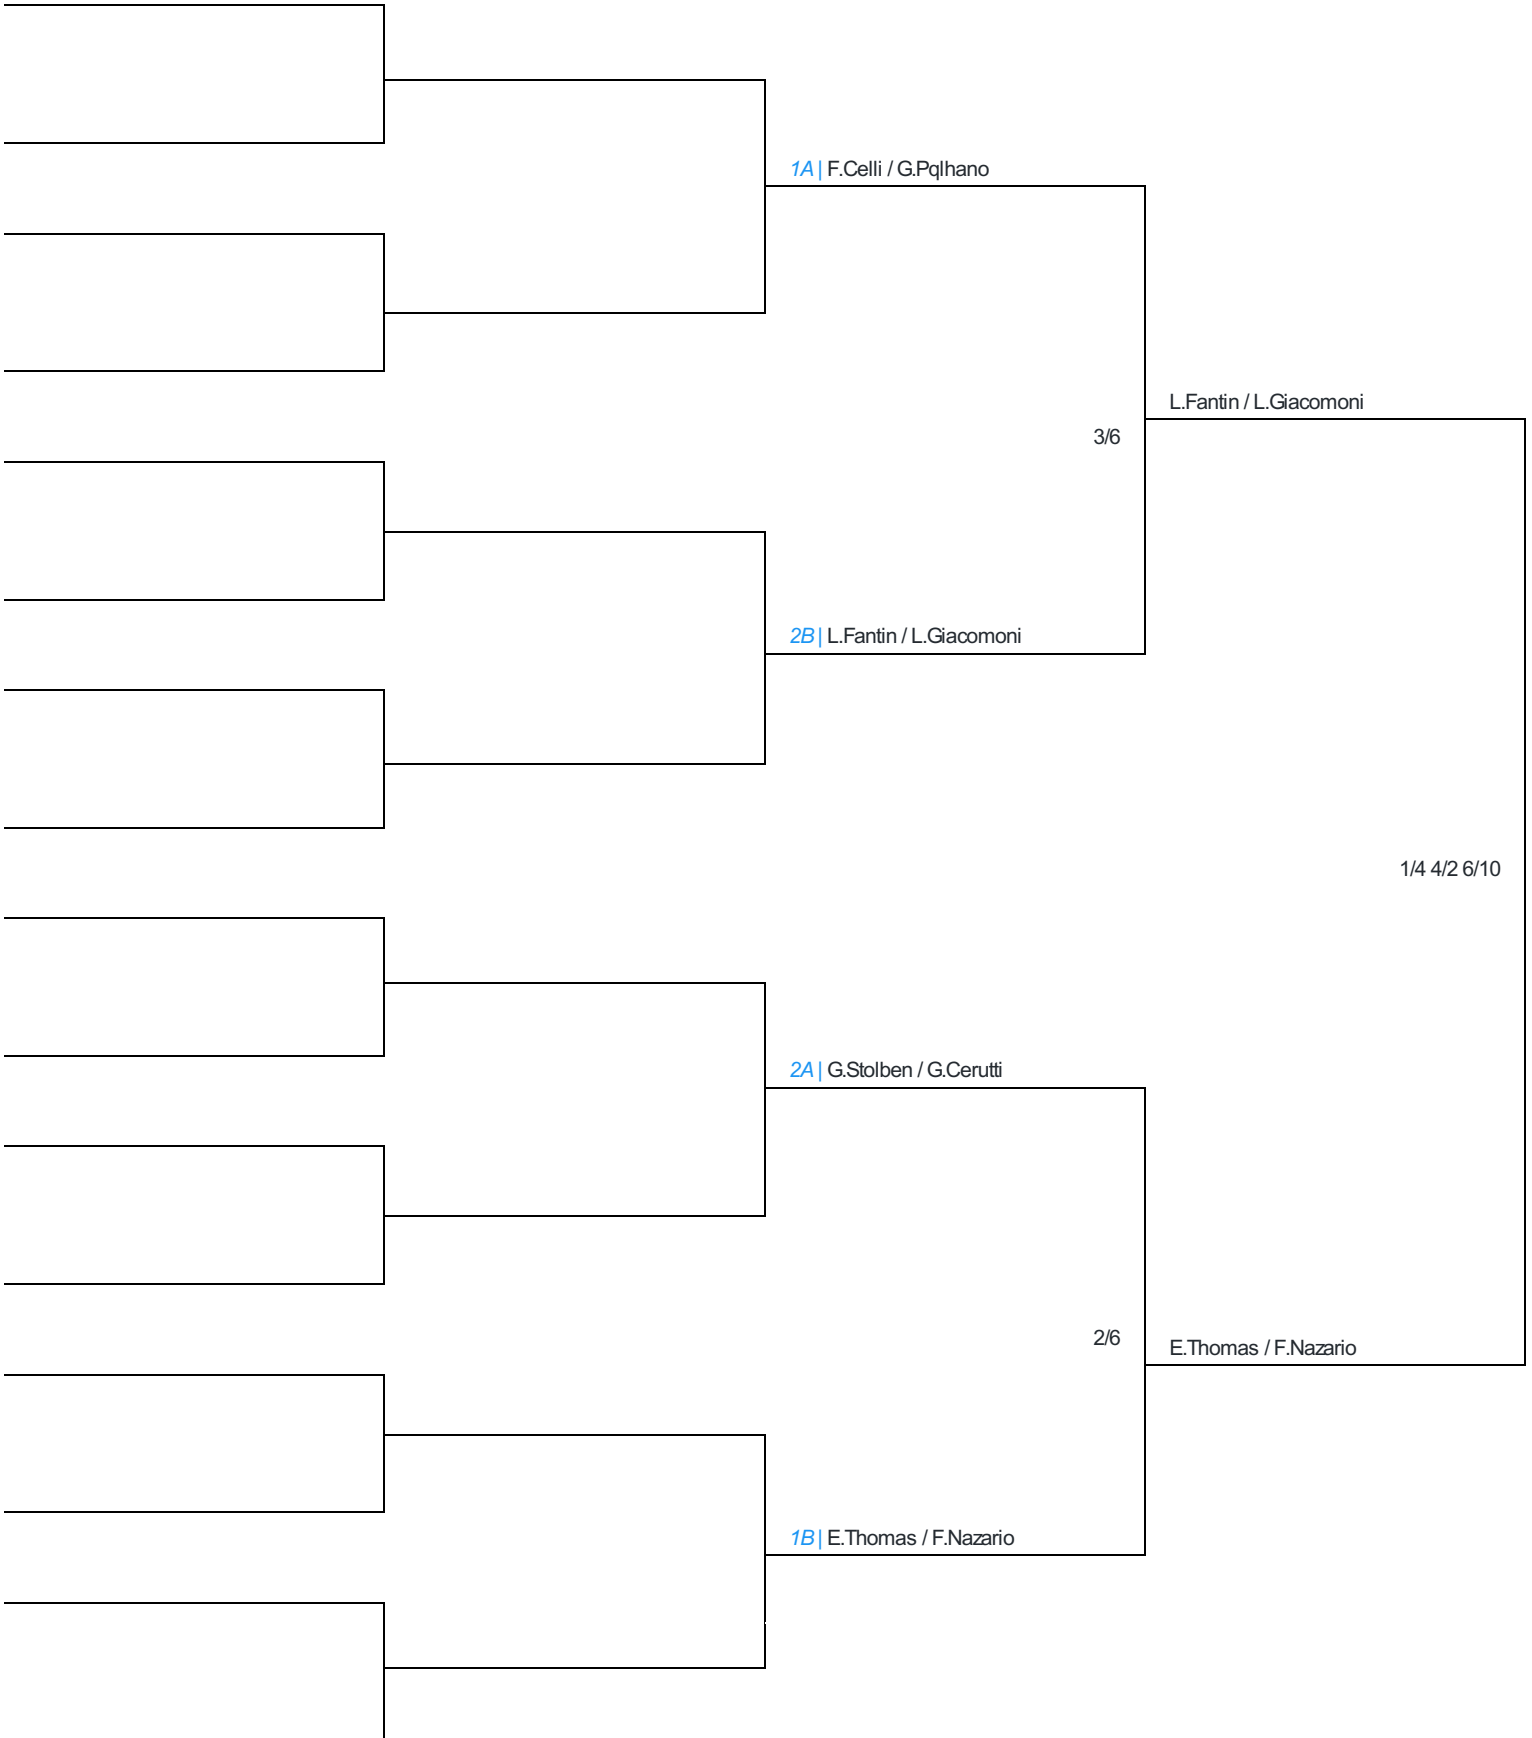 1A | F.Celli / G.Pqlhano
L.Fantin / L.Giacomoni
3/6
2B | L.Fantin / L.Giacomoni
1/4 4/2 6/10
2A | G.Stolben / G.Cerutti
2/6
E.Thomas / F.Nazario
1B | E.Thomas / F.Nazario